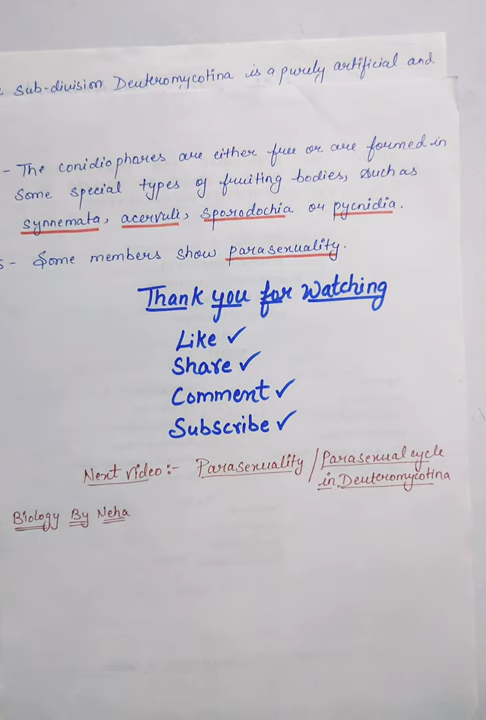 Sub-division Deuteromycotina is a purely artificial and
- The conidiophores are either free or are formed in
some special types of fruiting bodies, such as
synnemata, acervuli, sporodochia or pycnidia.
5- Some members show parasexuality.
Thank you for Watching
Like ✓
Share ✓
Comment ✓
Subscribe ✓
Next video:- Parasexuality / Parasexual cycle
in Deuteromycotina
Biology By Neha